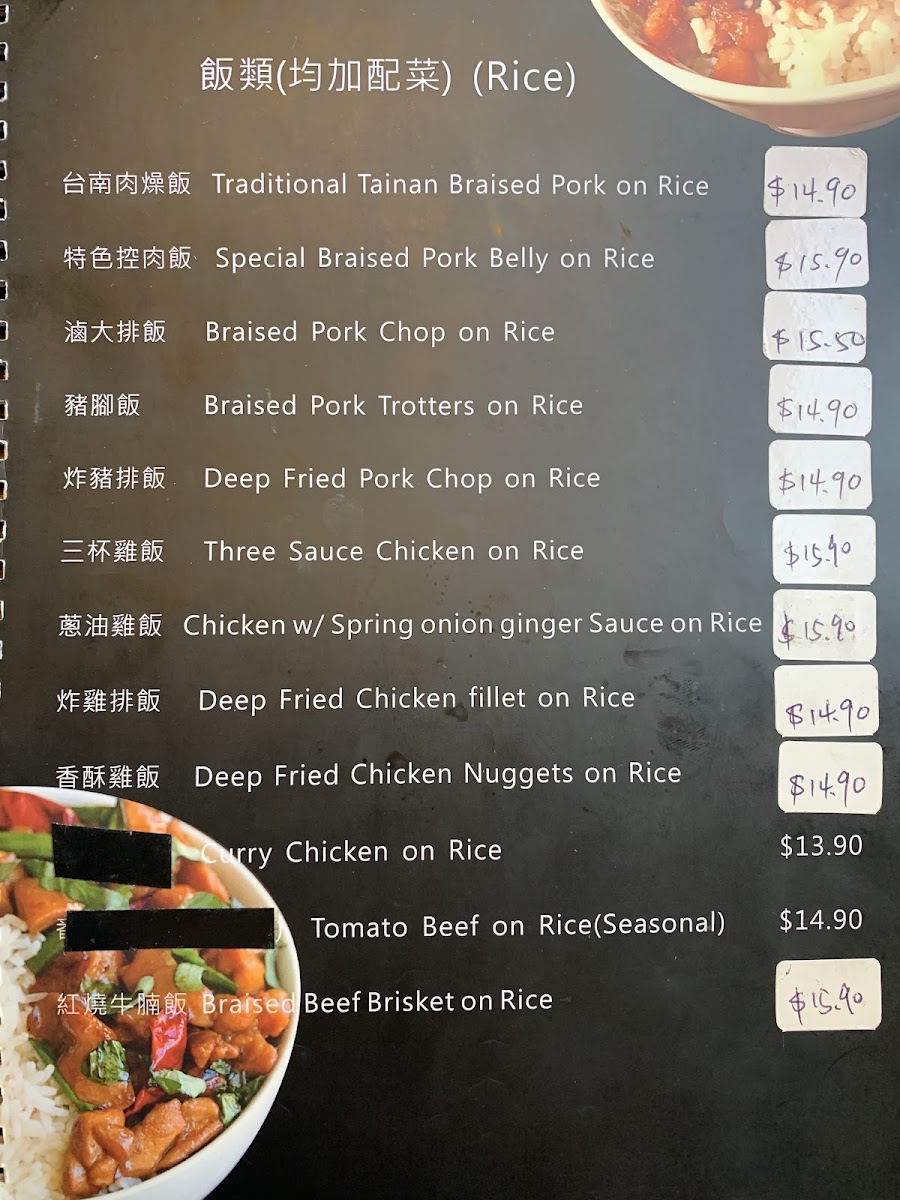 飯類(均加配菜) (Rice)
台南肉燥飯 Traditional Tainan Braised Pork on Rice $14.90
特色控肉飯 Special Braised Pork Belly on Rice $15.90
滷大排飯 Braised Pork Chop on Rice $15.50
豬腳飯 Braised Pork Trotters on Rice $14.90
炸豬排飯 Deep Fried Pork Chop on Rice $14.90
三杯雞飯 Three Sauce Chicken on Rice $15.90
蔥油雞飯 Chicken w/ Spring onion ginger Sauce on Rice $15.90
炸雞排飯 Deep Fried Chicken fillet on Rice $14.90
香酥雞飯 Deep Fried Chicken Nuggets on Rice $14.90
Curry Chicken on Rice $13.90
Tomato Beef on Rice(Seasonal) $14.90
紅燒牛腩飯 Braised Beef Brisket on Rice $15.90